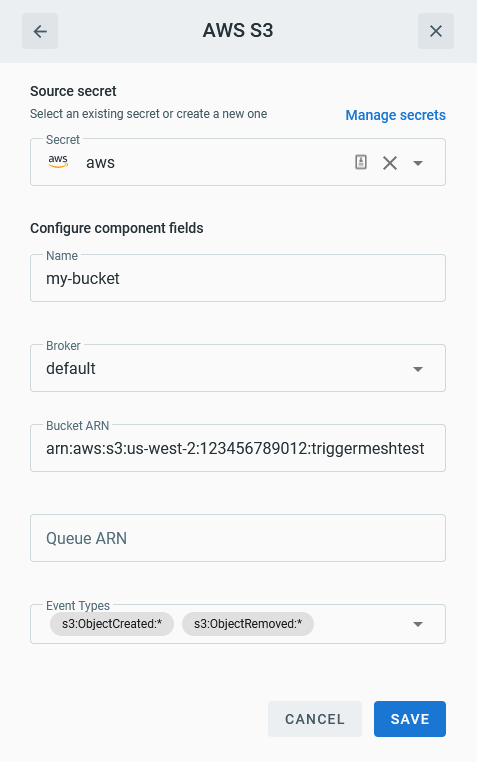 AWS S3
Source secret
Select an existing secret or create a new one
Manage secrets
Secret
aws
aws
Configure component fields
Name
my-bucket
Broker
default
Bucket ARN
arn:aws:s3:us-west-2:123456789012:triggermeshtest
Queue ARN
Event Types
s3:ObjectCreated:*
s3:ObjectRemoved:*
CANCEL
SAVE